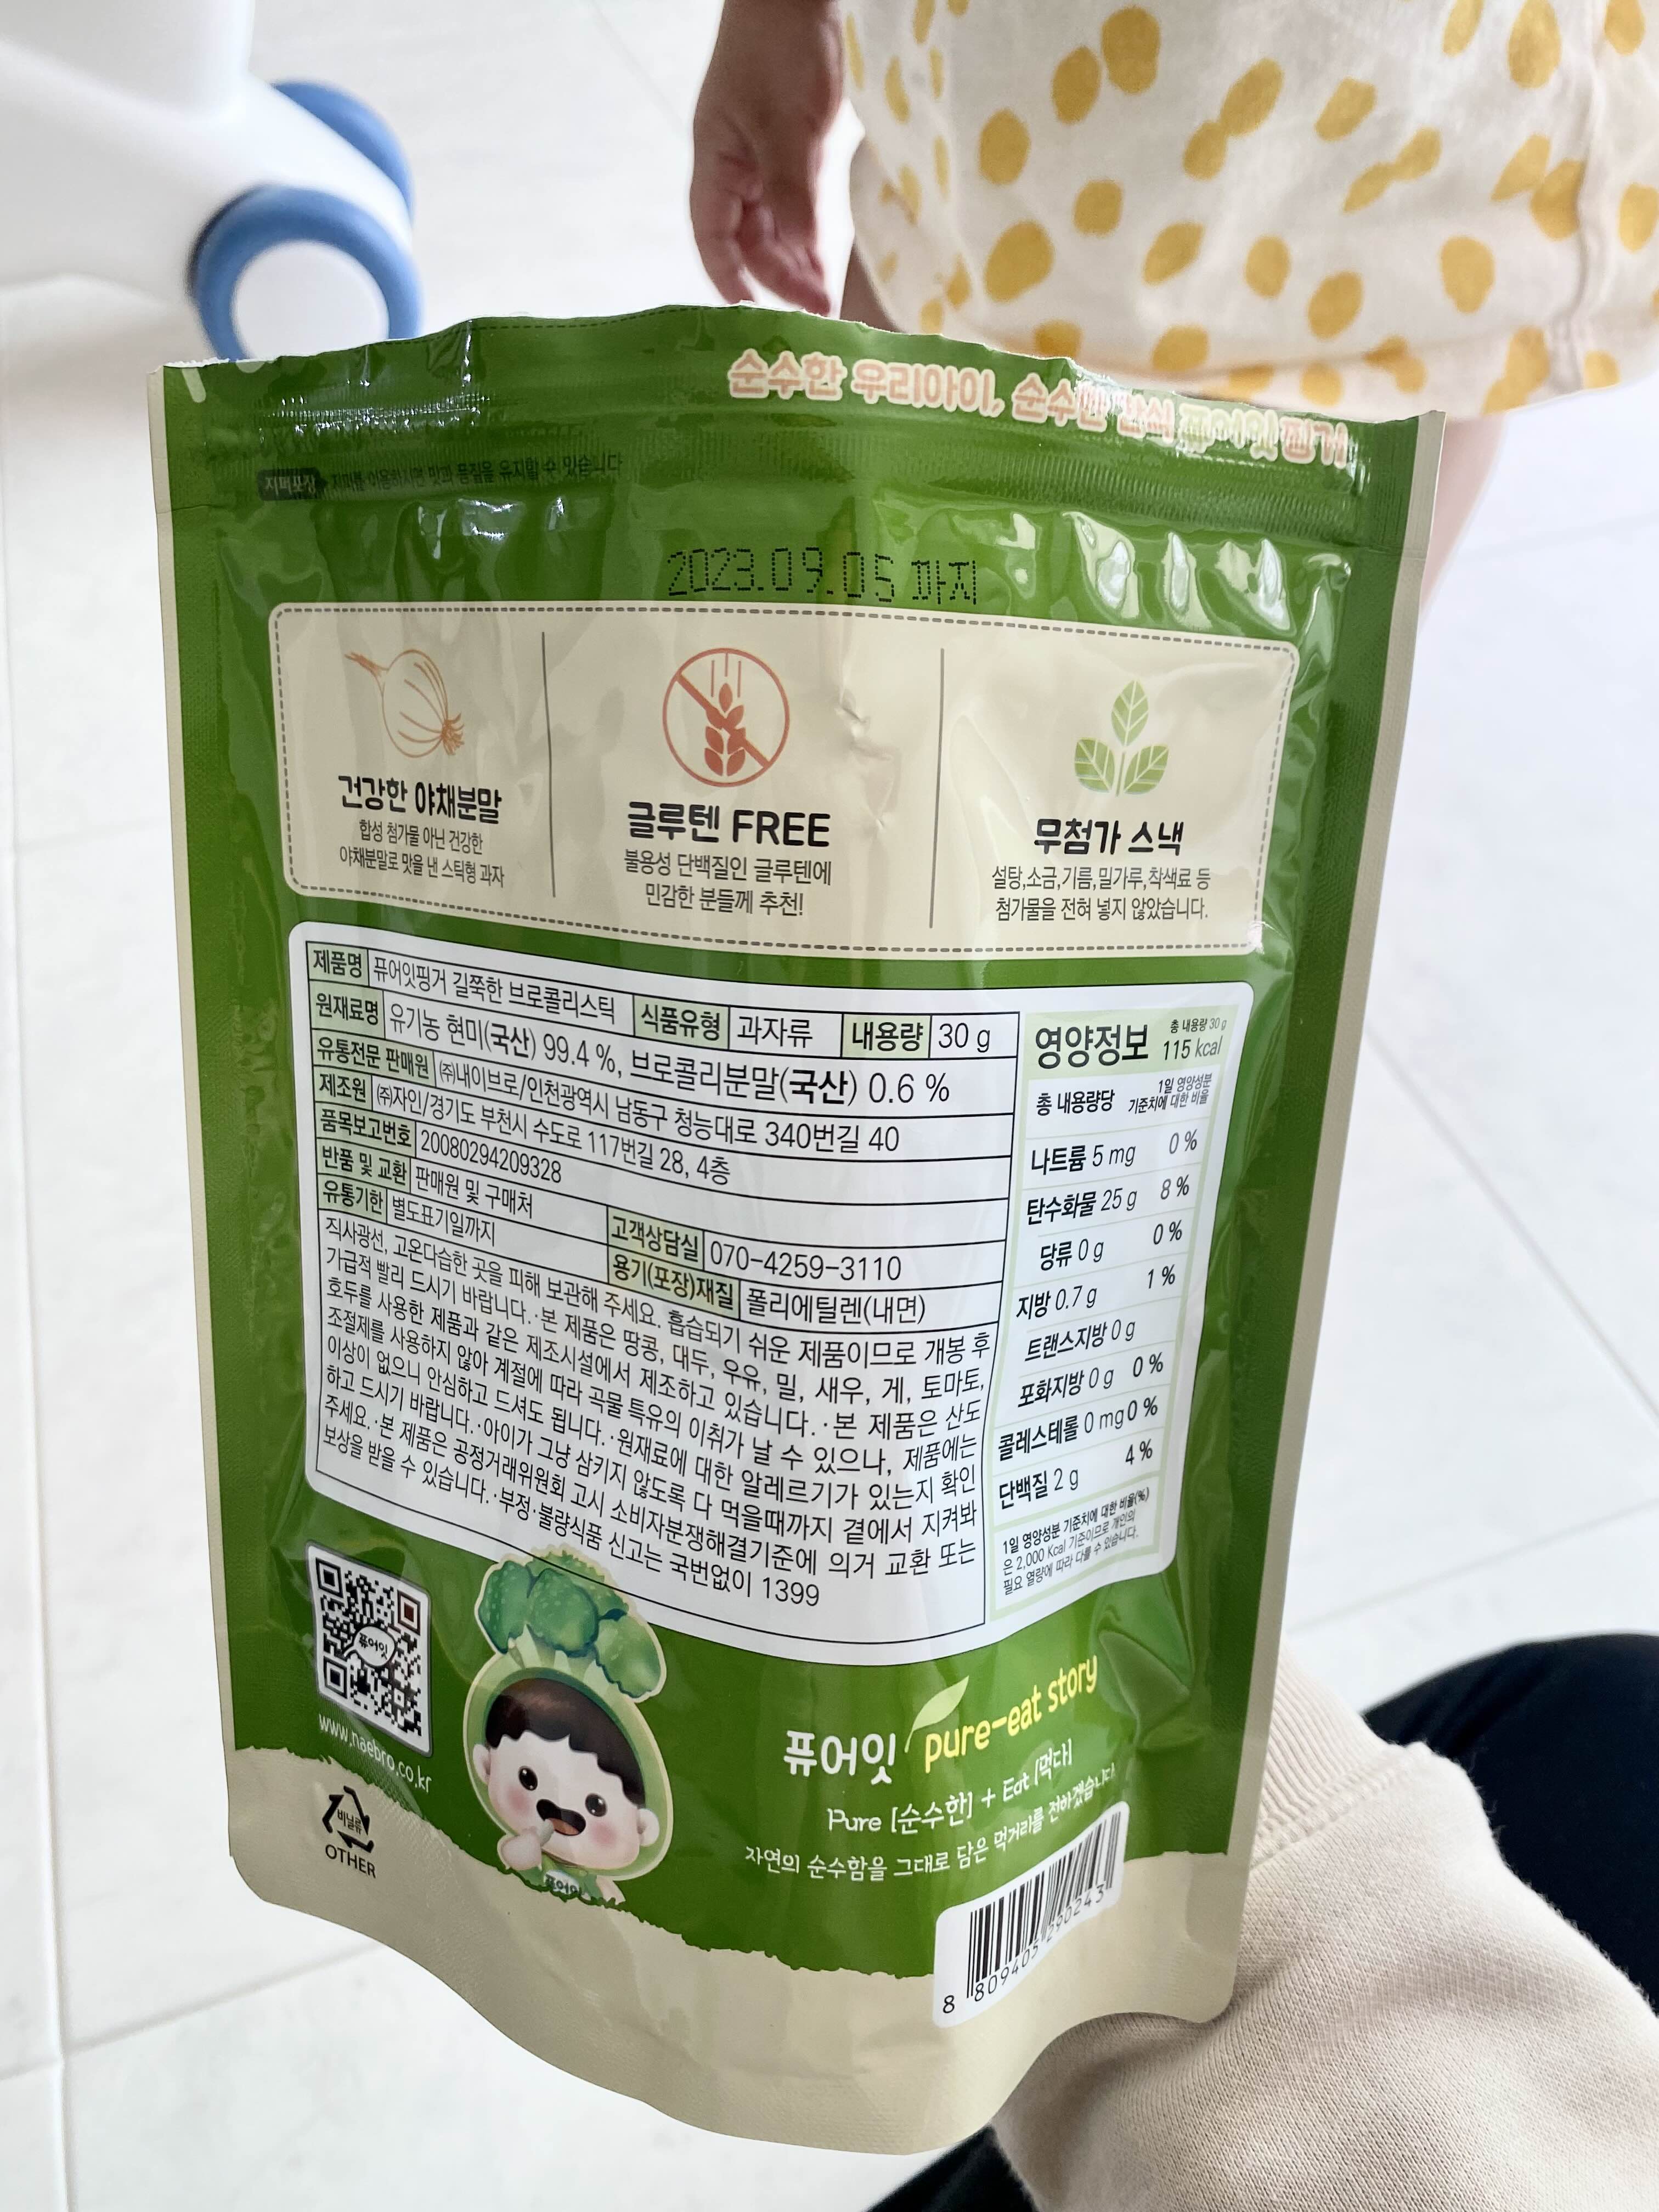 순수한 우리아이, 순수한 간식 퓨어잇 핑거
지퍼포장 지퍼를 이용하시면 맛과 품질을 유지할 수 있습니다
2023.09.05 까지
건강한 야채분말
합성 첨가물 아닌 건강한
야채분말로 맛을 낸 스틱형 과자
글루텐 FREE
불용성 단백질인 글루텐에
민감한 분들께 추천!
무첨가 스낵
설탕,소금,기름,밀가루,착색료 등
첨가물을 전혀 넣지 않았습니다.
제품명 퓨어잇핑거 길쭉한 브로콜리스틱 식품유형 과자류 내용량 30 g
원재료명 유기농 현미(국산) 99.4 %, 브로콜리분말(국산) 0.6 %
유통전문 판매원 ㈜내이브로/인천광역시 남동구 청능대로 340번길 40
제조원 ㈜자인/경기도 부천시 수도로 117번길 28, 4층
품목보고번호 20080294209328
반품 및 교환 판매원 및 구매처 고객상담실 070-4259-3110
유통기한 별도표기일까지 용기(포장)재질 폴리에틸렌(내면)
직사광선, 고온다습한 곳을 피해 보관해 주세요. 흡습되기 쉬운 제품이므로 개봉 후
가급적 빨리 드시기 바랍니다.·본 제품은 땅콩, 대두, 우유, 밀, 새우, 게, 토마토,
호두를 사용한 제품과 같은 제조시설에서 제조하고 있습니다.·본 제품은 산도
조절제를 사용하지 않아 계절에 따라 곡물 특유의 이취가 날 수 있으나, 제품에는
이상이 없으니 안심하고 드셔도 됩니다.·원재료에 대한 알레르기가 있는지 확인
하고 드시기 바랍니다.·아이가 그냥 삼키지 않도록 다 먹을때까지 곁에서 지켜봐
주세요.·본 제품은 공정거래위원회 고시 소비자분쟁해결기준에 의거 교환 또는
보상을 받을 수 있습니다.·부정·불량식품 신고는 국번없이 1399
영양정보 총 내용량 30 g
115 kcal
총 내용량당 1일 영양성분
기준치에 대한 비율
나트륨 5 mg 0 %
탄수화물 25 g 8 %
당류 0 g 0 %
지방 0.7 g 1 %
트랜스지방 0 g
포화지방 0 g 0 %
콜레스테롤 0 mg 0 %
단백질 2 g 4 %
1일 영양성분 기준치에 대한 비율(%)
은 2,000 Kcal 기준이므로 개인의
필요 열량에 따라 다를 수 있습니다.
퓨어잇
www.naebro.co.kr
비닐류
OTHER
퓨어잇
퓨어잇 pure-eat story
Pure [순수한] + Eat [먹다]
자연의 순수함을 그대로 담은 먹거리를 전하겠습니다
8 809405 290243